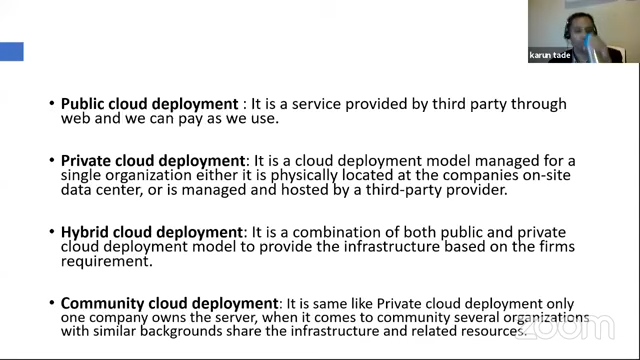 karun tade
• Public cloud deployment : It is a service provided by third party through
web and we can pay as we use.
• Private cloud deployment: It is a cloud deployment model managed for a
single organization either it is physically located at the companies on-site
data center, or is managed and hosted by a third-party provider.
• Hybrid cloud deployment: It is a combination of both public and private
cloud deployment model to provide the infrastructure based on the firms
requirement.
• Community cloud deployment: It is same like Private cloud deployment only
one company owns the server, when it comes to community several organizations
with similar backgrounds share the infrastructure and related resources.
zoom